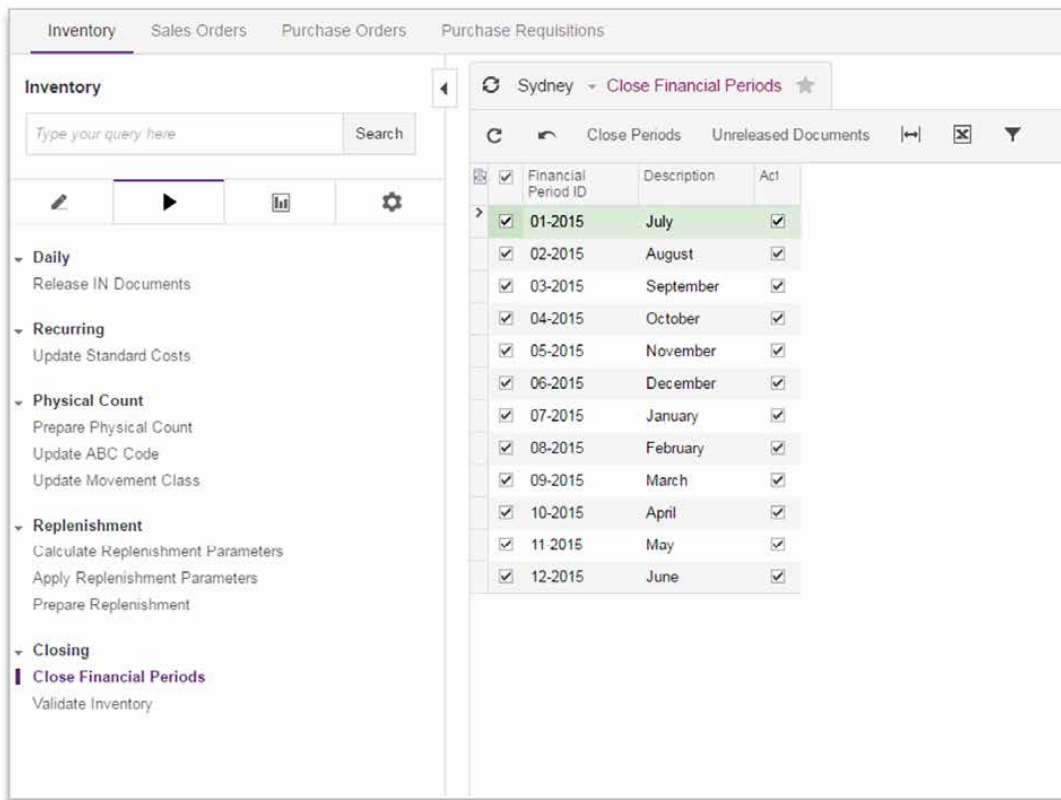 Inventory Sales Orders Purchase Orders Purchase Requisitions
Inventory
Type your query here Search
Daily
Release IN Documents
Recurring
Update Standard Costs
Physical Count
Prepare Physical Count
Update ABC Code
Update Movement Class
Replenishment
Calculate Replenishment Parameters
Apply Replenishment Parameters
Prepare Replenishment
Closing
Close Financial Periods
Validate Inventory
Sydney Close Financial Periods
Close Periods Unreleased Documents
Financial Period ID Description Act
01-2015 July
02-2015 August
03-2015 September
04-2015 October
05-2015 November
06-2015 December
07-2015 January
08-2015 February
09-2015 March
10-2015 April
11-2015 May
12-2015 June